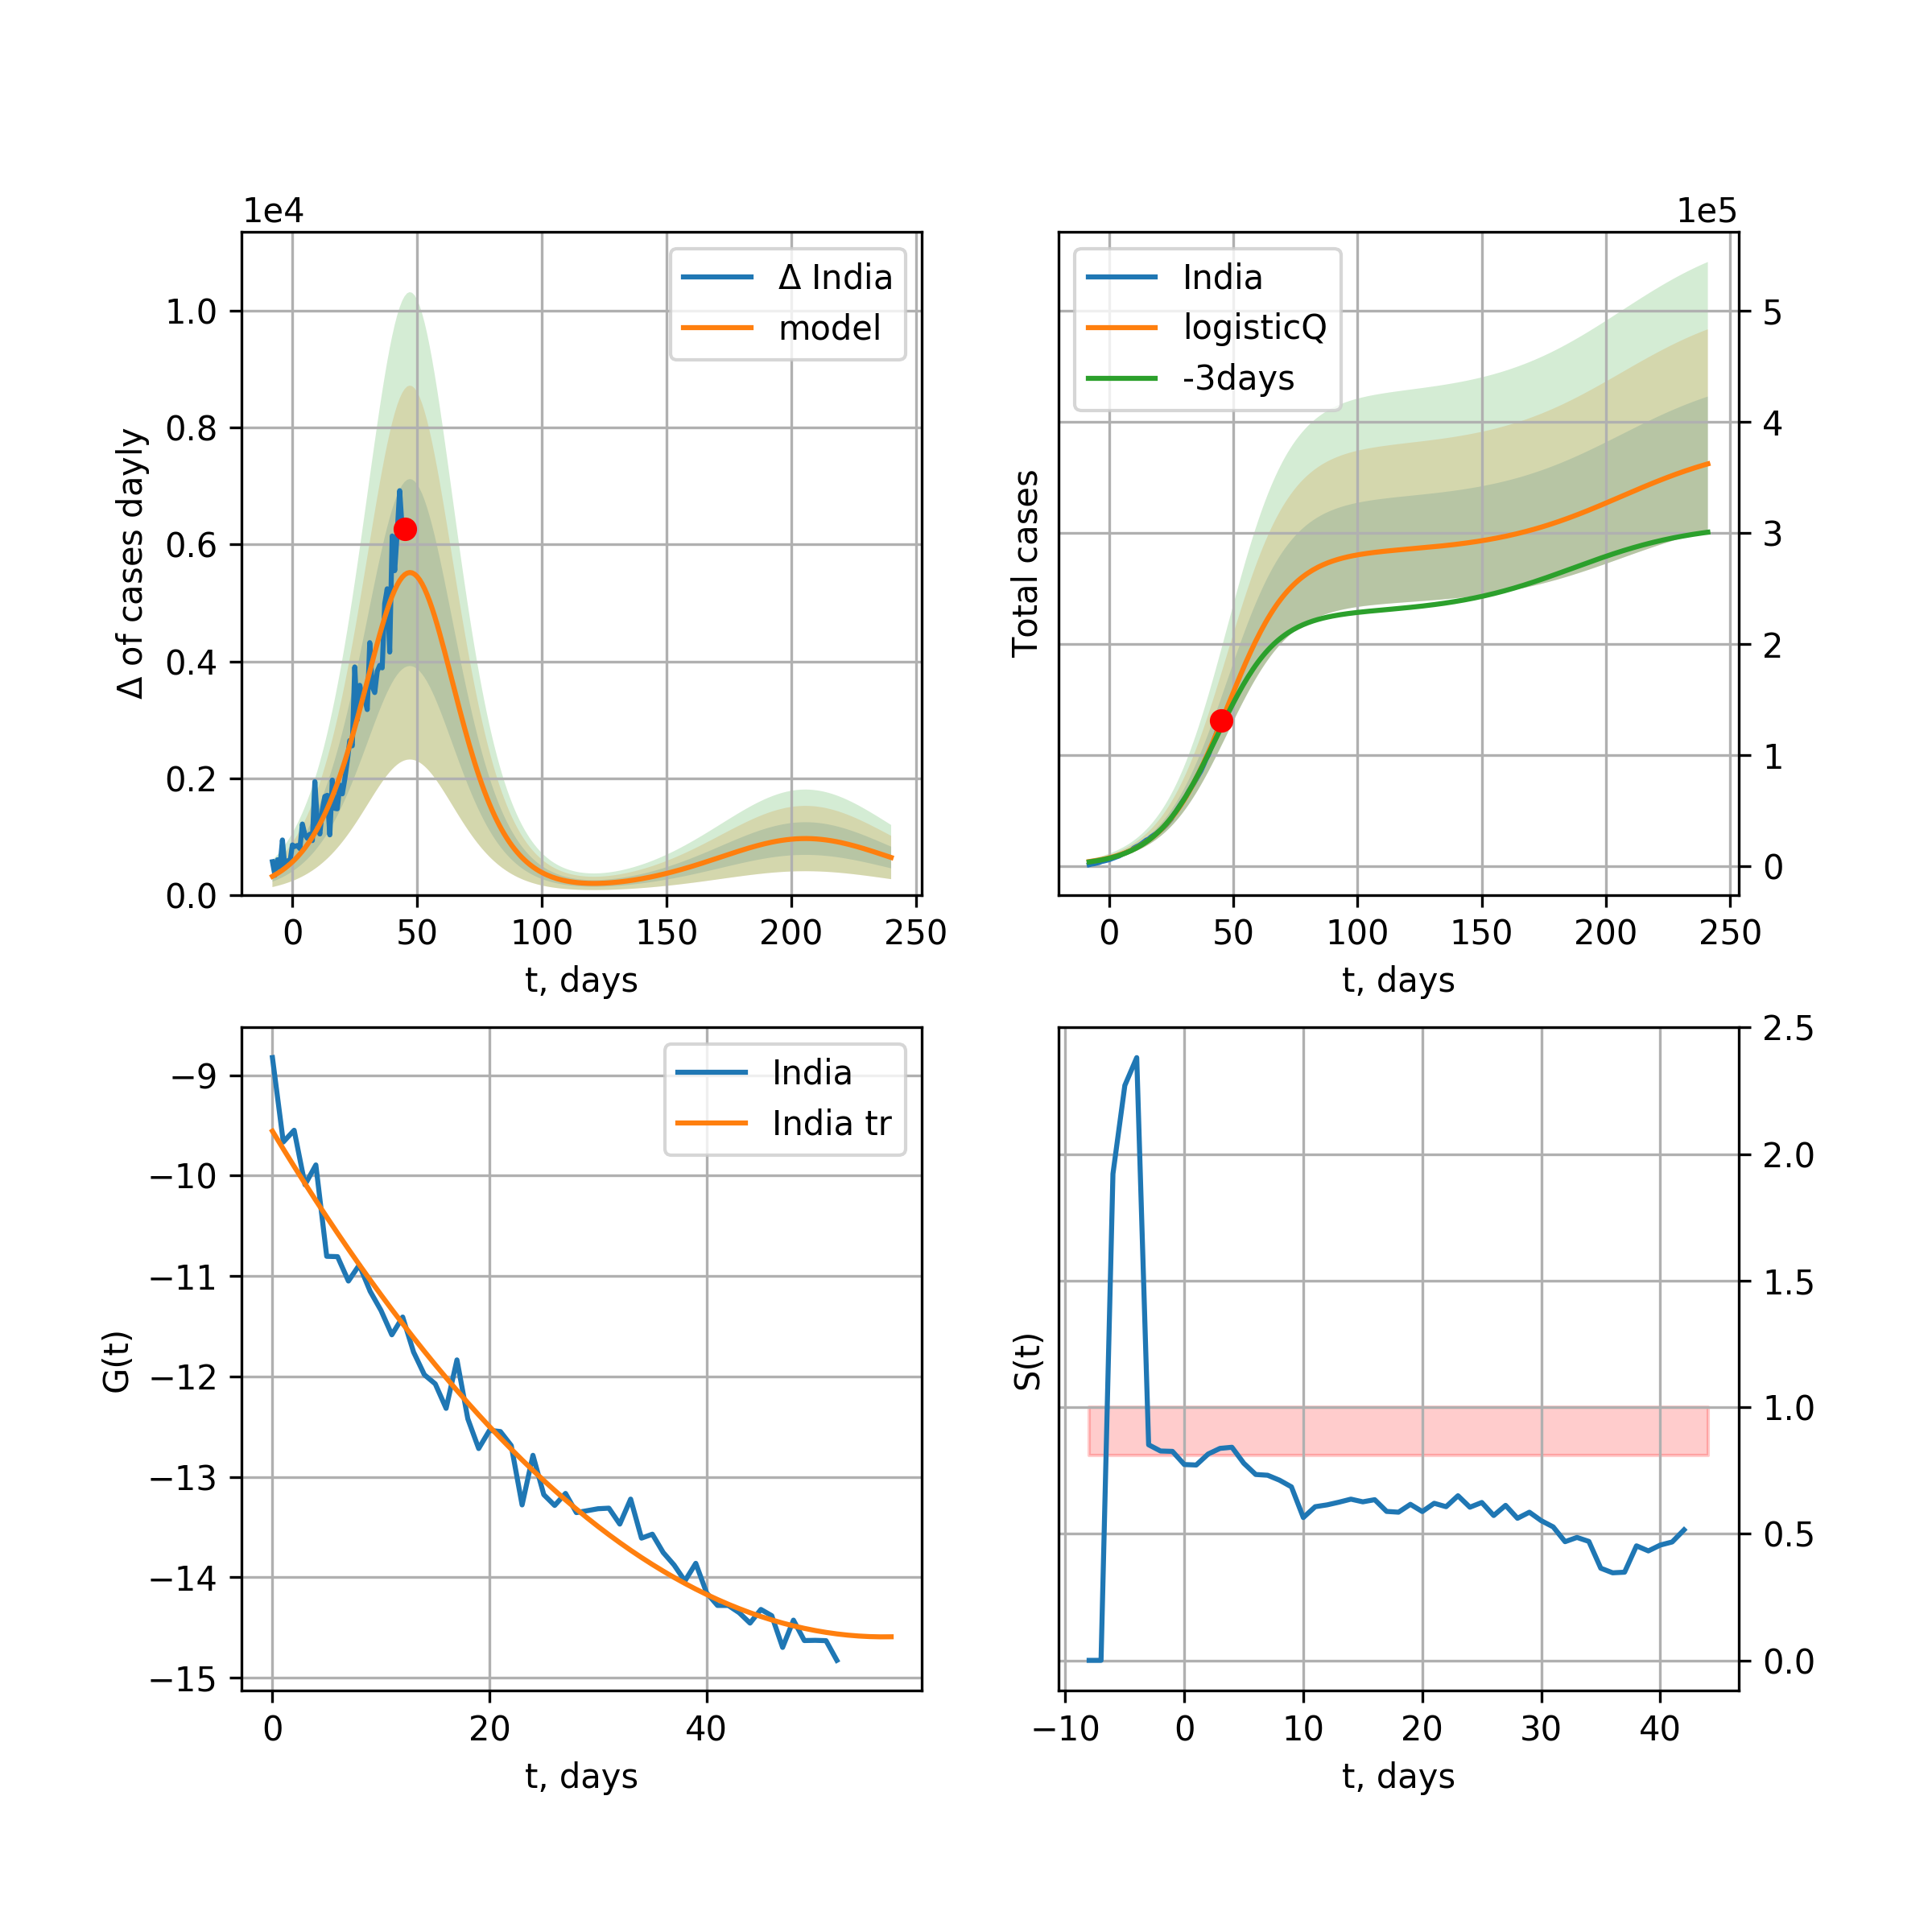 1e4
Δ of cases dayly
1.0
0.8
0.6
0.4
0.2
0.0
0 50 100 150 200 250
t, days
Δ India
model
1e5
Total cases
5
4
3
2
1
0
0 50 100 150 200 250
t, days
India
logisticQ
-3days
G(t)
−9
−10
−11
−12
−13
−14
−15
0 20 40
t, days
India
India tr
S(t)
2.5
2.0
1.5
1.0
0.5
0.0
−10 0 10 20 30 40
t, days